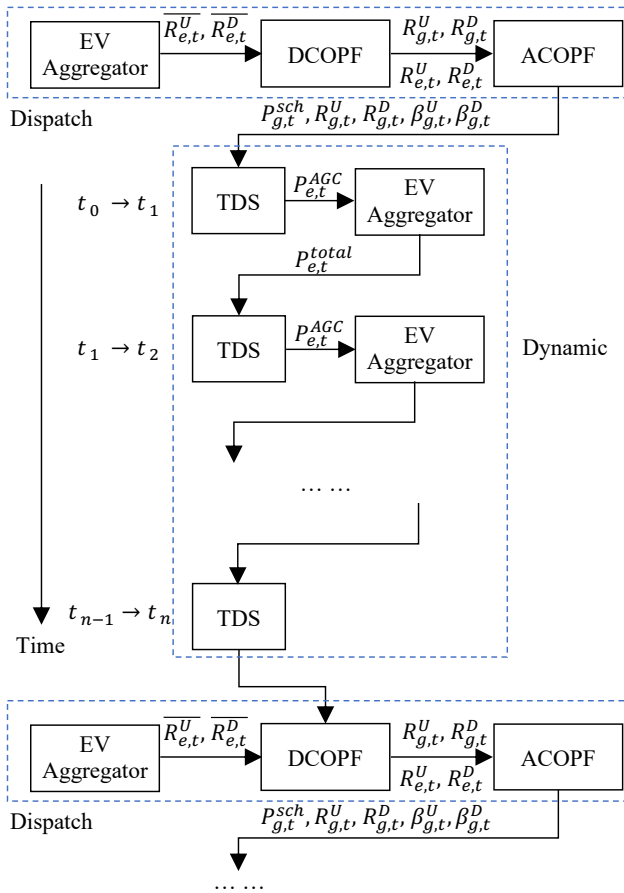 EV Aggregator
$\overline{R_{e,t}^{U}}, \overline{R_{e,t}^{D}}$
DCOPF
$R_{g,t}^{U}, R_{g,t}^{D}$
$R_{e,t}^{U}, R_{e,t}^{D}$
ACOPF
Dispatch
$P_{g,t}^{sch}, R_{g,t}^{U}, R_{g,t}^{D}, \beta_{g,t}^{U}, \beta_{g,t}^{D}$
$t_0 \rightarrow t_1$
TDS
$P_{e,t}^{AGC}$
EV Aggregator
$P_{e,t}^{total}$
$t_1 \rightarrow t_2$
TDS
$P_{e,t}^{AGC}$
EV Aggregator
Dynamic
... ...
$t_{n-1} \rightarrow t_n$
TDS
Time
EV Aggregator
$\overline{R_{e,t}^{U}}, \overline{R_{e,t}^{D}}$
DCOPF
$R_{g,t}^{U}, R_{g,t}^{D}$
$R_{e,t}^{U}, R_{e,t}^{D}$
ACOPF
Dispatch
$P_{g,t}^{sch}, R_{g,t}^{U}, R_{g,t}^{D}, \beta_{g,t}^{U}, \beta_{g,t}^{D}$
... ...